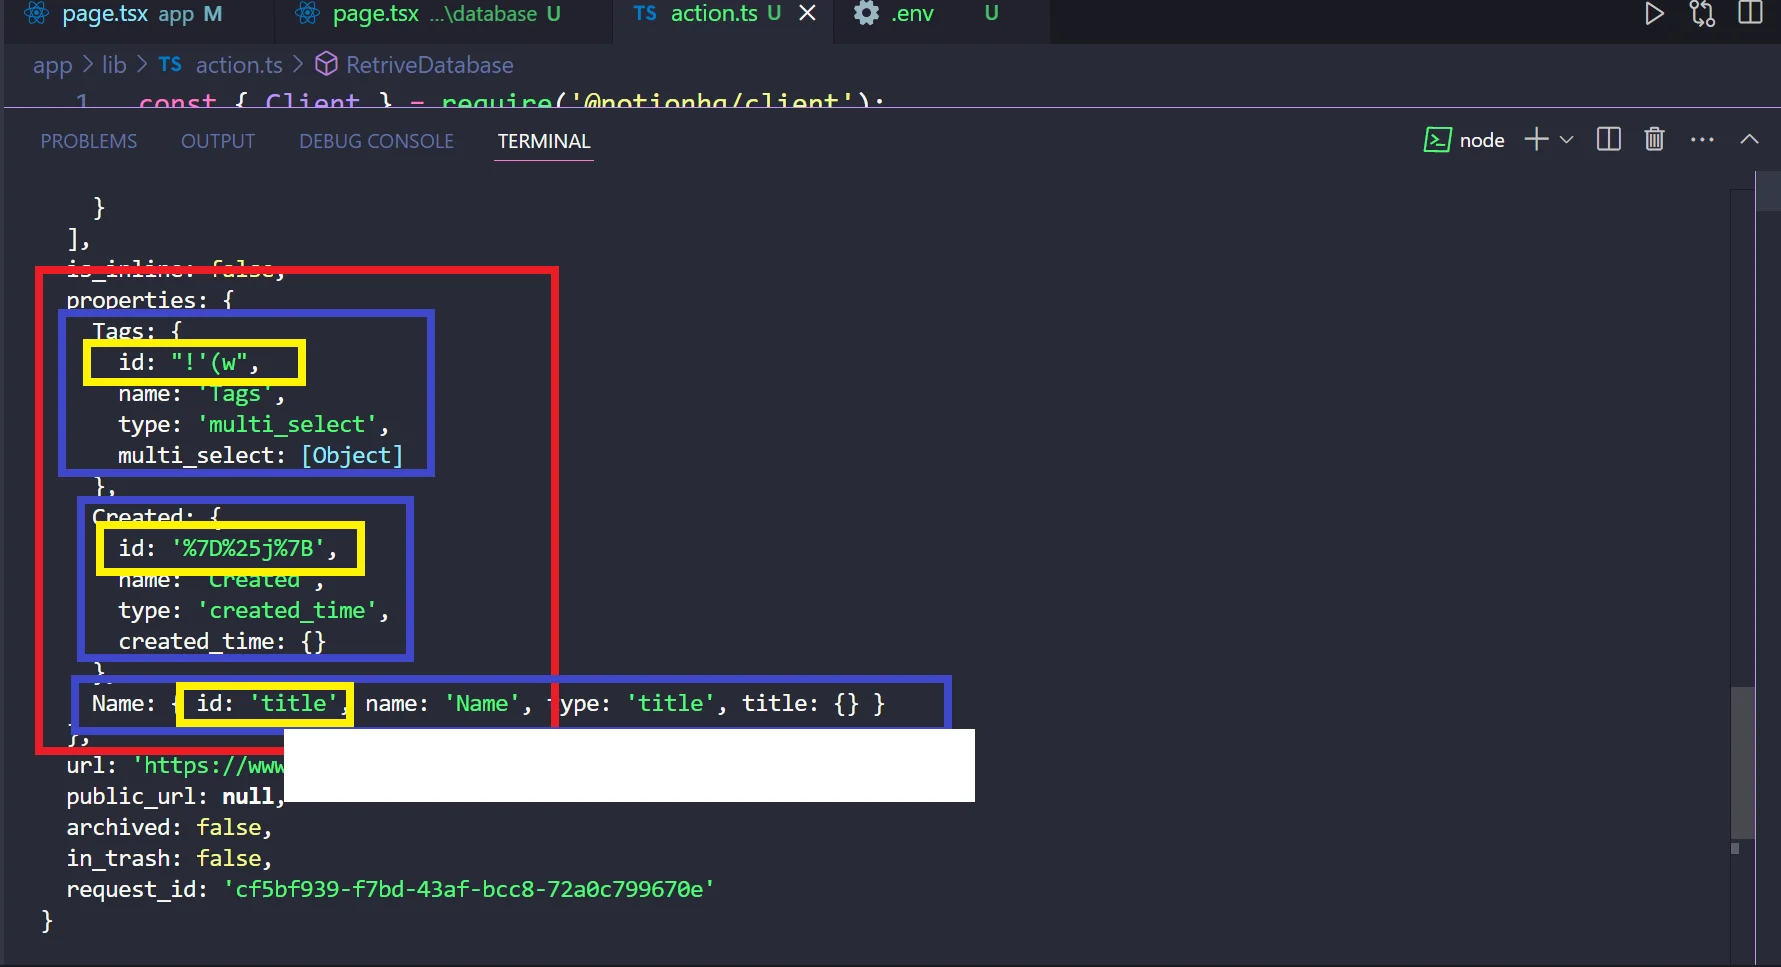 page.tsx app M
page.tsx ...\database U
TS action.ts U
.env U
app > lib > TS action.ts > RetriveDatabase
1 const { Client } = require('@notionhq/client');
PROBLEMS OUTPUT DEBUG CONSOLE TERMINAL
node
}
],
is_inline: false,
properties: {
Tags: {
id: "!'(w",
name: 'Tags',
type: 'multi_select',
multi_select: [Object]
},
Created: {
id: '%7D%25j%7B',
name: 'Created',
type: 'created_time',
created_time: {}
},
Name: { id: 'title', name: 'Name', type: 'title', title: {} }
},
url: 'https://www
public_url: null,
archived: false,
in_trash: false,
request_id: 'cf5bf939-f7bd-43af-bcc8-72a0c799670e'
}